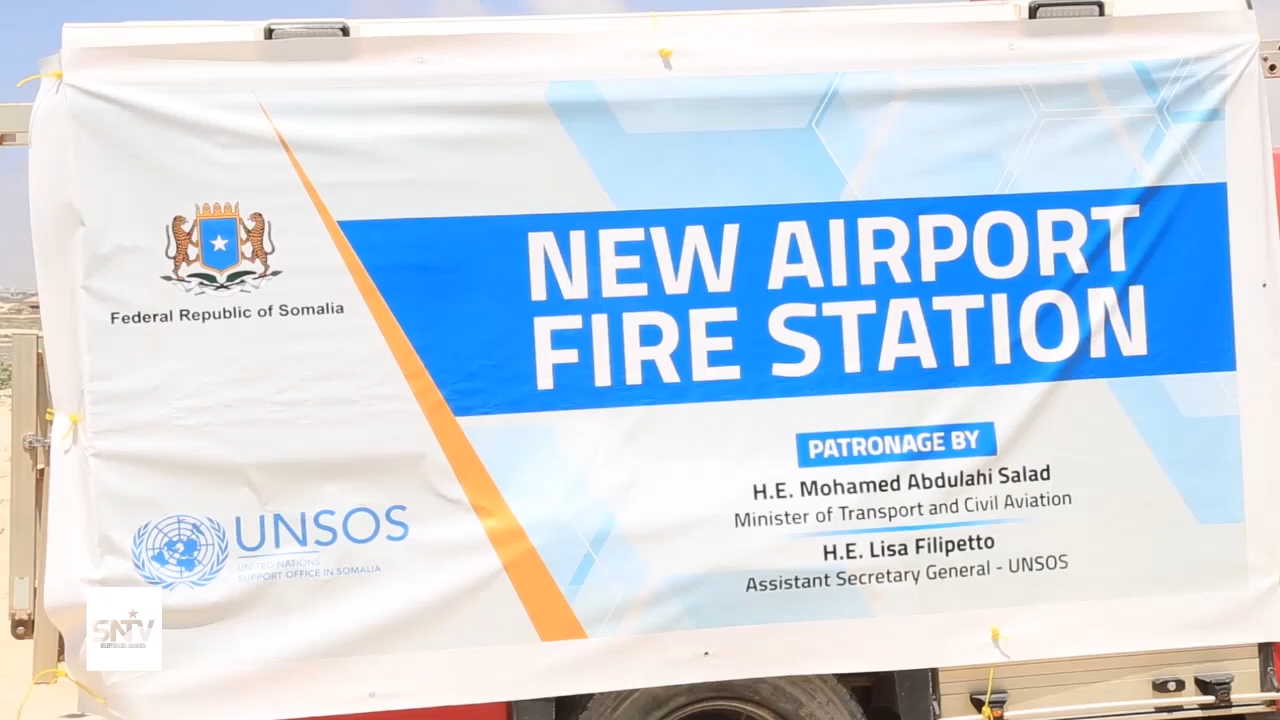 NEW AIRPORT
FIRE STATION
Federal Republic of Somalia
PATRONAGE BY
H.E. Mohamed Abdulahi Salad
Minister of Transport and Civil Aviation
H.E. Lisa Filipetto
Assistant Secretary General - UNSOS
UNSOS
UNITED NATIONS
SUPPORT OFFICE IN SOMALIA
SNTV